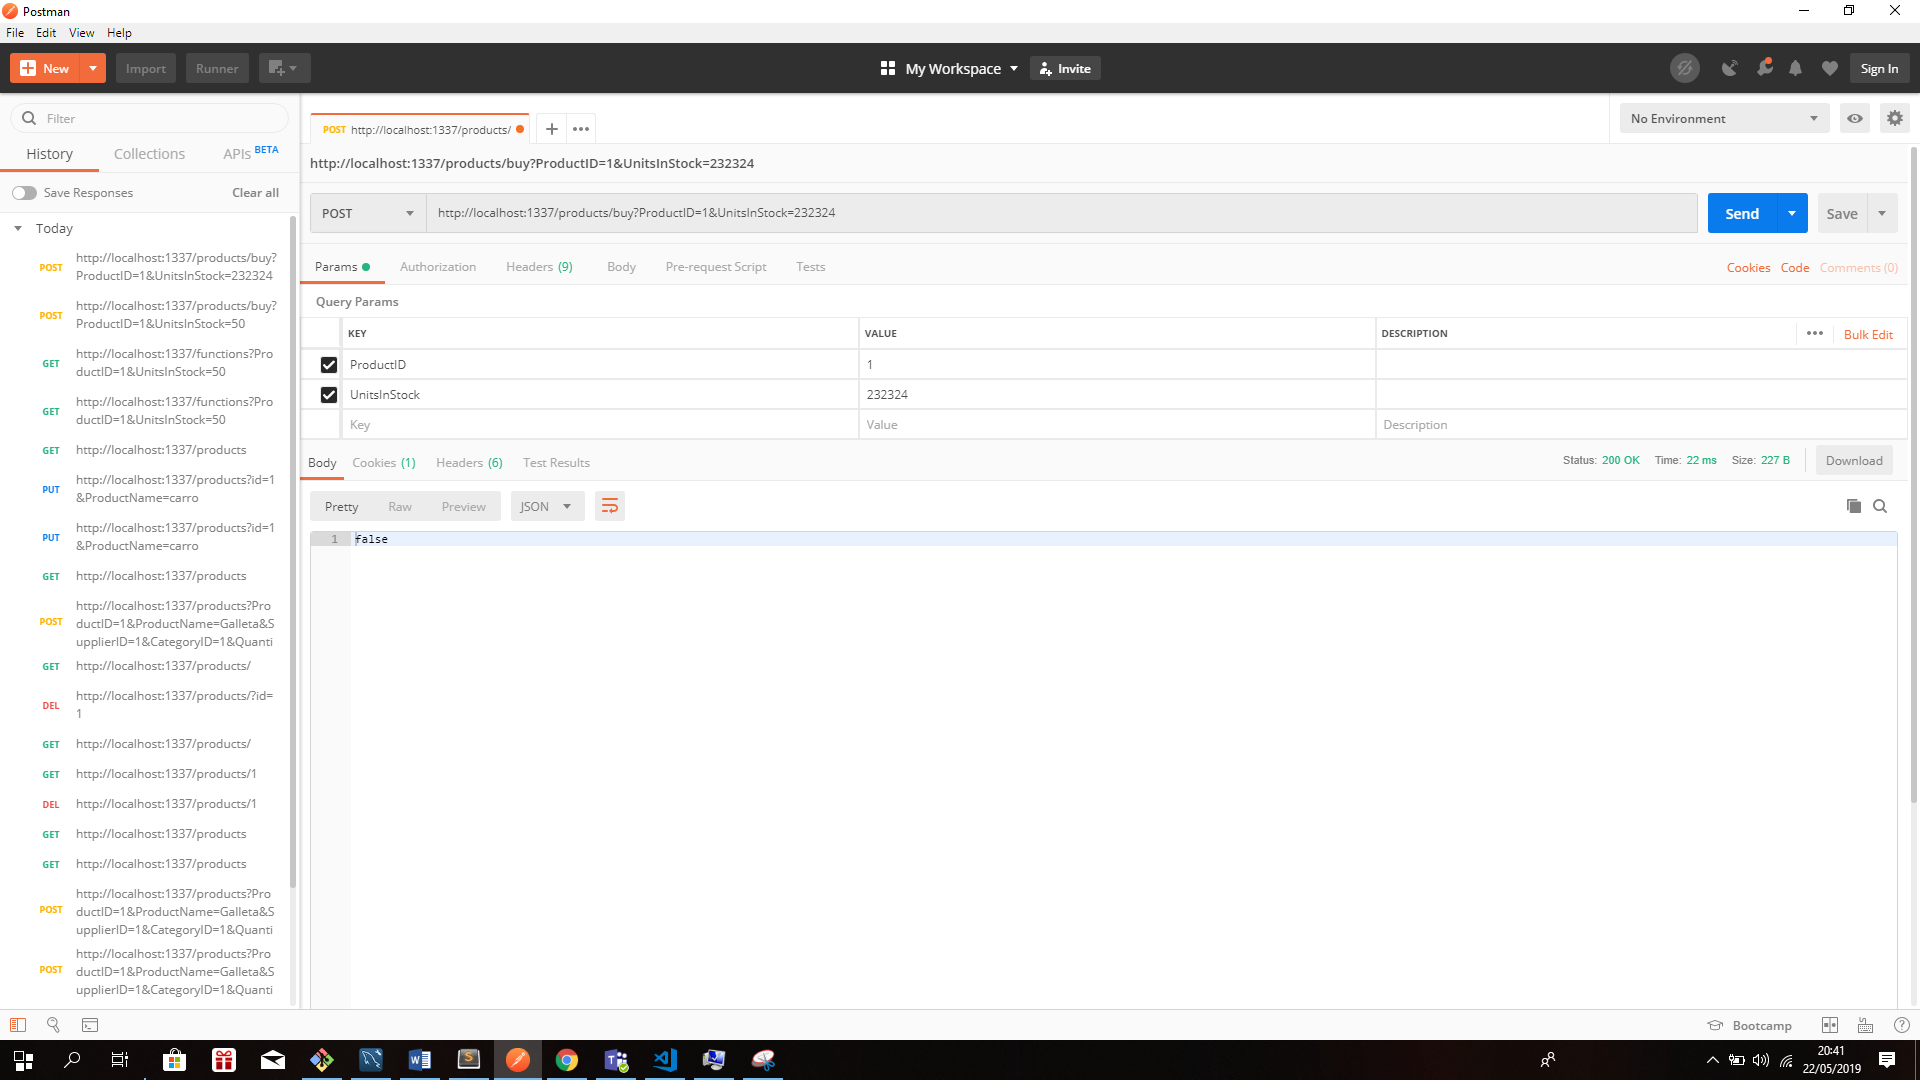 Postman
File Edit View Help
New Import Runner My Workspace Invite Sign In
Filter
History Collections APIs BETA
Save Responses Clear all
Today
POST http://localhost:1337/products/buy?
ProductID=1&UnitsInStock=232324
POST http://localhost:1337/products/buy?
ProductID=1&UnitsInStock=50
GET http://localhost:1337/functions?Pro
ductID=1&UnitsInStock=50
GET http://localhost:1337/functions?Pro
ductID=1&UnitsInStock=50
GET http://localhost:1337/products
PUT http://localhost:1337/products?id=1
&ProductName=carro
PUT http://localhost:1337/products?id=1
&ProductName=carro
GET http://localhost:1337/products
POST http://localhost:1337/products?Pro
ductID=1&ProductName=Galleta&S
upplierID=1&CategoryID=1&Quanti
GET http://localhost:1337/products/
DEL http://localhost:1337/products/?id=
1
GET http://localhost:1337/products/
GET http://localhost:1337/products/1
DEL http://localhost:1337/products/1
GET http://localhost:1337/products
GET http://localhost:1337/products
POST http://localhost:1337/products?Pro
ductID=1&ProductName=Galleta&S
upplierID=1&CategoryID=1&Quanti
POST http://localhost:1337/products?Pro
ductID=1&ProductName=Galleta&S
upplierID=1&CategoryID=1&Quanti
POST http://localhost:1337/products/
No Environment
http://localhost:1337/products/buy?ProductID=1&UnitsInStock=232324
POST http://localhost:1337/products/buy?ProductID=1&UnitsInStock=232324 Send Save
Params Authorization Headers (9) Body Pre-request Script Tests Cookies Code Comments (0)
Query Params
KEY VALUE DESCRIPTION Bulk Edit
ProductID 1
UnitsInStock 232324
Key Value Description
Body Cookies (1) Headers (6) Test Results Status: 200 OK Time: 22 ms Size: 227 B Download
Pretty Raw Preview JSON
1 false
Bootcamp
20:41
22/05/2019